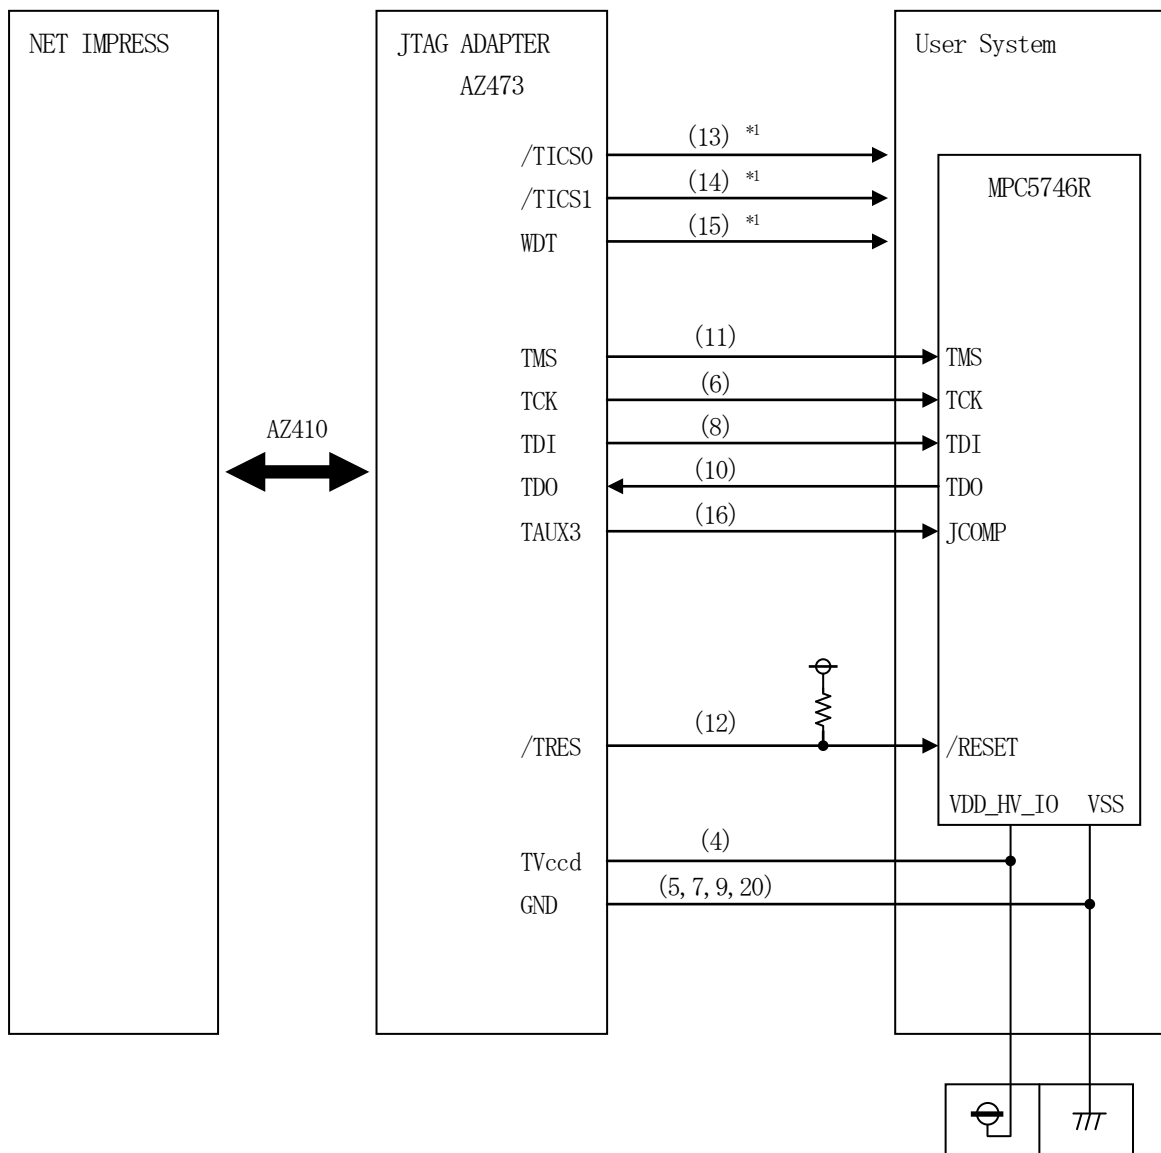 NET IMPRESS
JTAG ADAPTER
AZ473
User System
MPC5746R
AZ410
/TICS0 (13) *1
/TICS1 (14) *1
WDT (15) *1
TMS (11) TMS
TCK (6) TCK
TDI (8) TDI
TDO (10) TDO
TAUX3 (16) JCOMP
/TRES (12) /RESET
VDD_HV_IO VSS
TVccd (4)
GND (5,7,9,20)